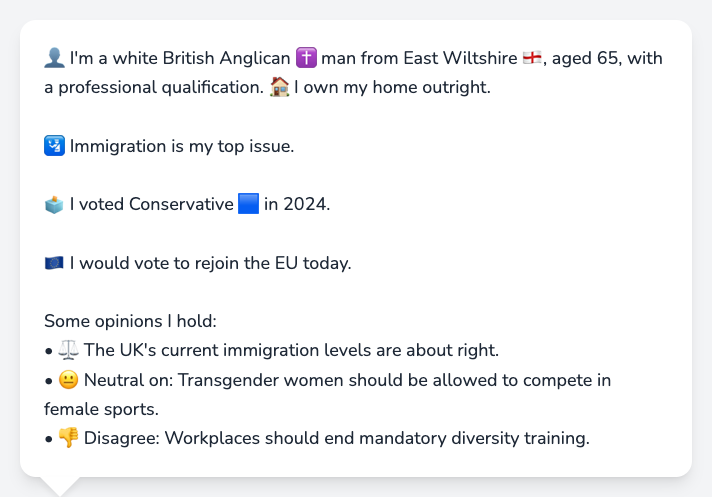 👤 I'm a white British Anglican ✝️ man from East Wiltshire 🏴󠁧󠁢󠁥󠁮󠁧󠁿, aged 65, with
a professional qualification. 🏠 I own my home outright.
🛂 Immigration is my top issue.
🗳️ I voted Conservative 🟦 in 2024.
🇪🇺 I would vote to rejoin the EU today.
Some opinions I hold:
• ⚖️ The UK's current immigration levels are about right.
• 😐 Neutral on: Transgender women should be allowed to compete in
female sports.
• 👎 Disagree: Workplaces should end mandatory diversity training.